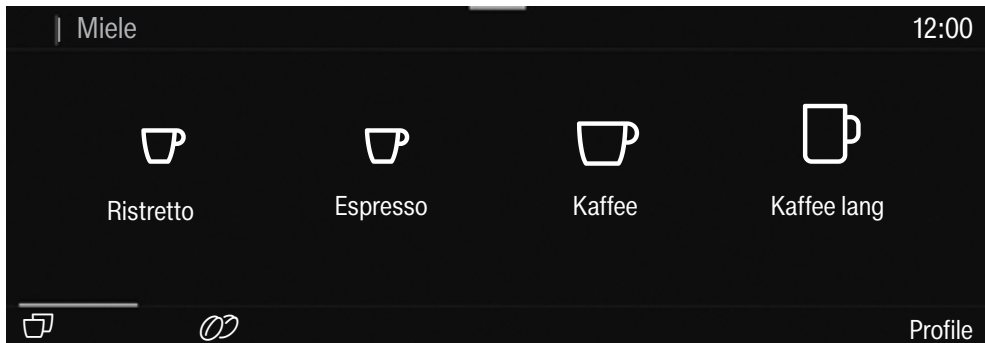 Miele
12:00
Ristretto
Espresso
Kaffee
Kaffee lang
Profile